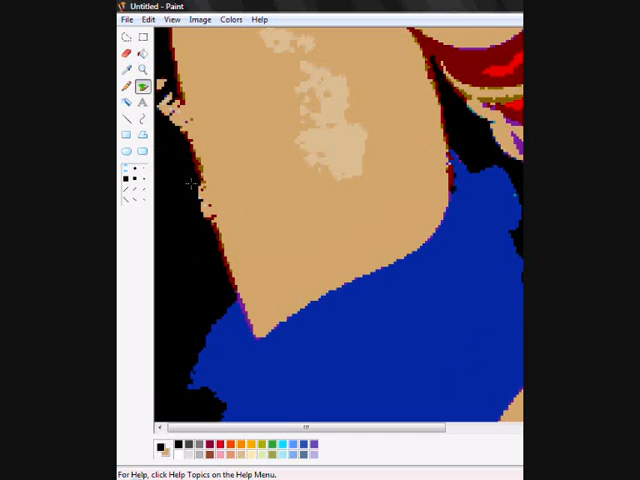 Untitled - Paint
File Edit View Image Colors Help
For Help, click Help Topics on the Help Menu.